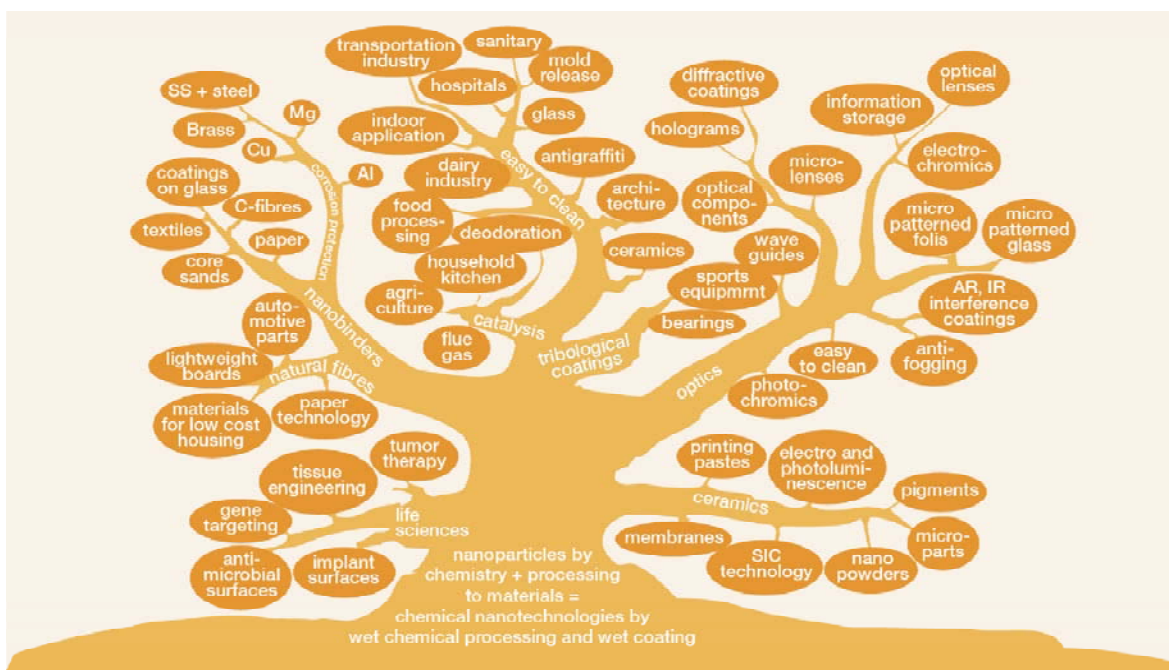 transportation
industry
sanitary
mold
release
hospitals
glass
indoor
application
easy to clean
antigraffiti
dairy
industry
archi-
tecture
food
proces-
sing
deodoration
ceramics
household
kitchen
agri-
culture
catalysis
flue
gas
SS + steel
Mg
Brass
Cu
Al
corrosion protection
coatings
on glass
C-fibres
textiles
paper
core
sands
nanobinders
auto-
motive
parts
lightweight
boards
natural fibres
materials
for low cost
housing
paper
technology
diffractive
coatings
holograms
optical
compone-
nts
micro-
lenses
information
storage
optical
lenses
electro-
chromics
micro
patterned
folis
micro
patterned
glass
wave
guides
sports
equipmrnt
bearings
tribological
coatings
AR, IR
interference
coatings
anti-
fogging
easy
to clean
photo-
chromics
optics
tumor
therapy
tissue
engineering
gene
targeting
life
sciences
anti-
microbial
surfaces
implant
surfaces
printing
pastes
electro and
photolumi-
nescence
pigments
ceramics
membranes
SIC
technology
nano
powders
micro-
parts
nanoparticles by
chemistry + processing
to materials =
chemical nanotechnologies by
wet chemical processing and wet coating